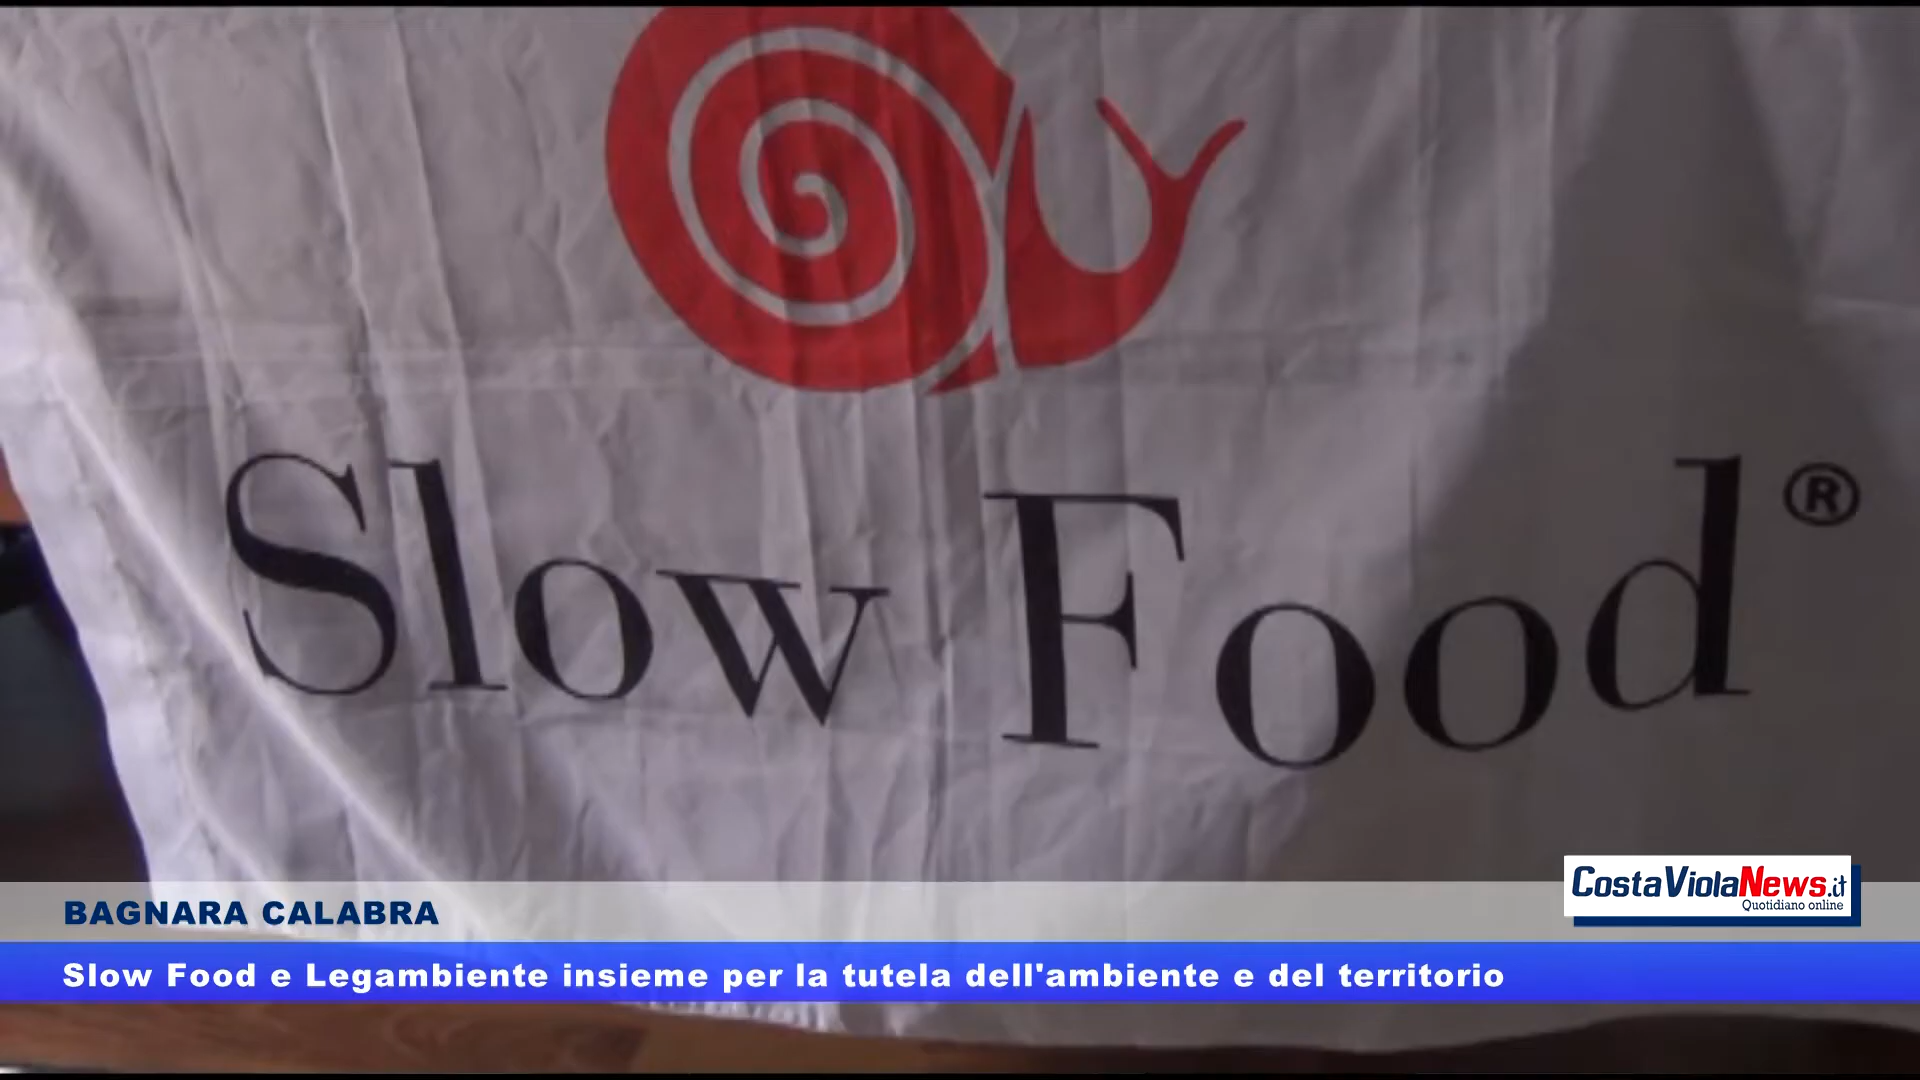 Slow Food®
BAGNARA CALABRA
CostaViolaNews.it
Quotidiano online
Slow Food e Legambiente insieme per la tutela dell'ambiente e del territorio